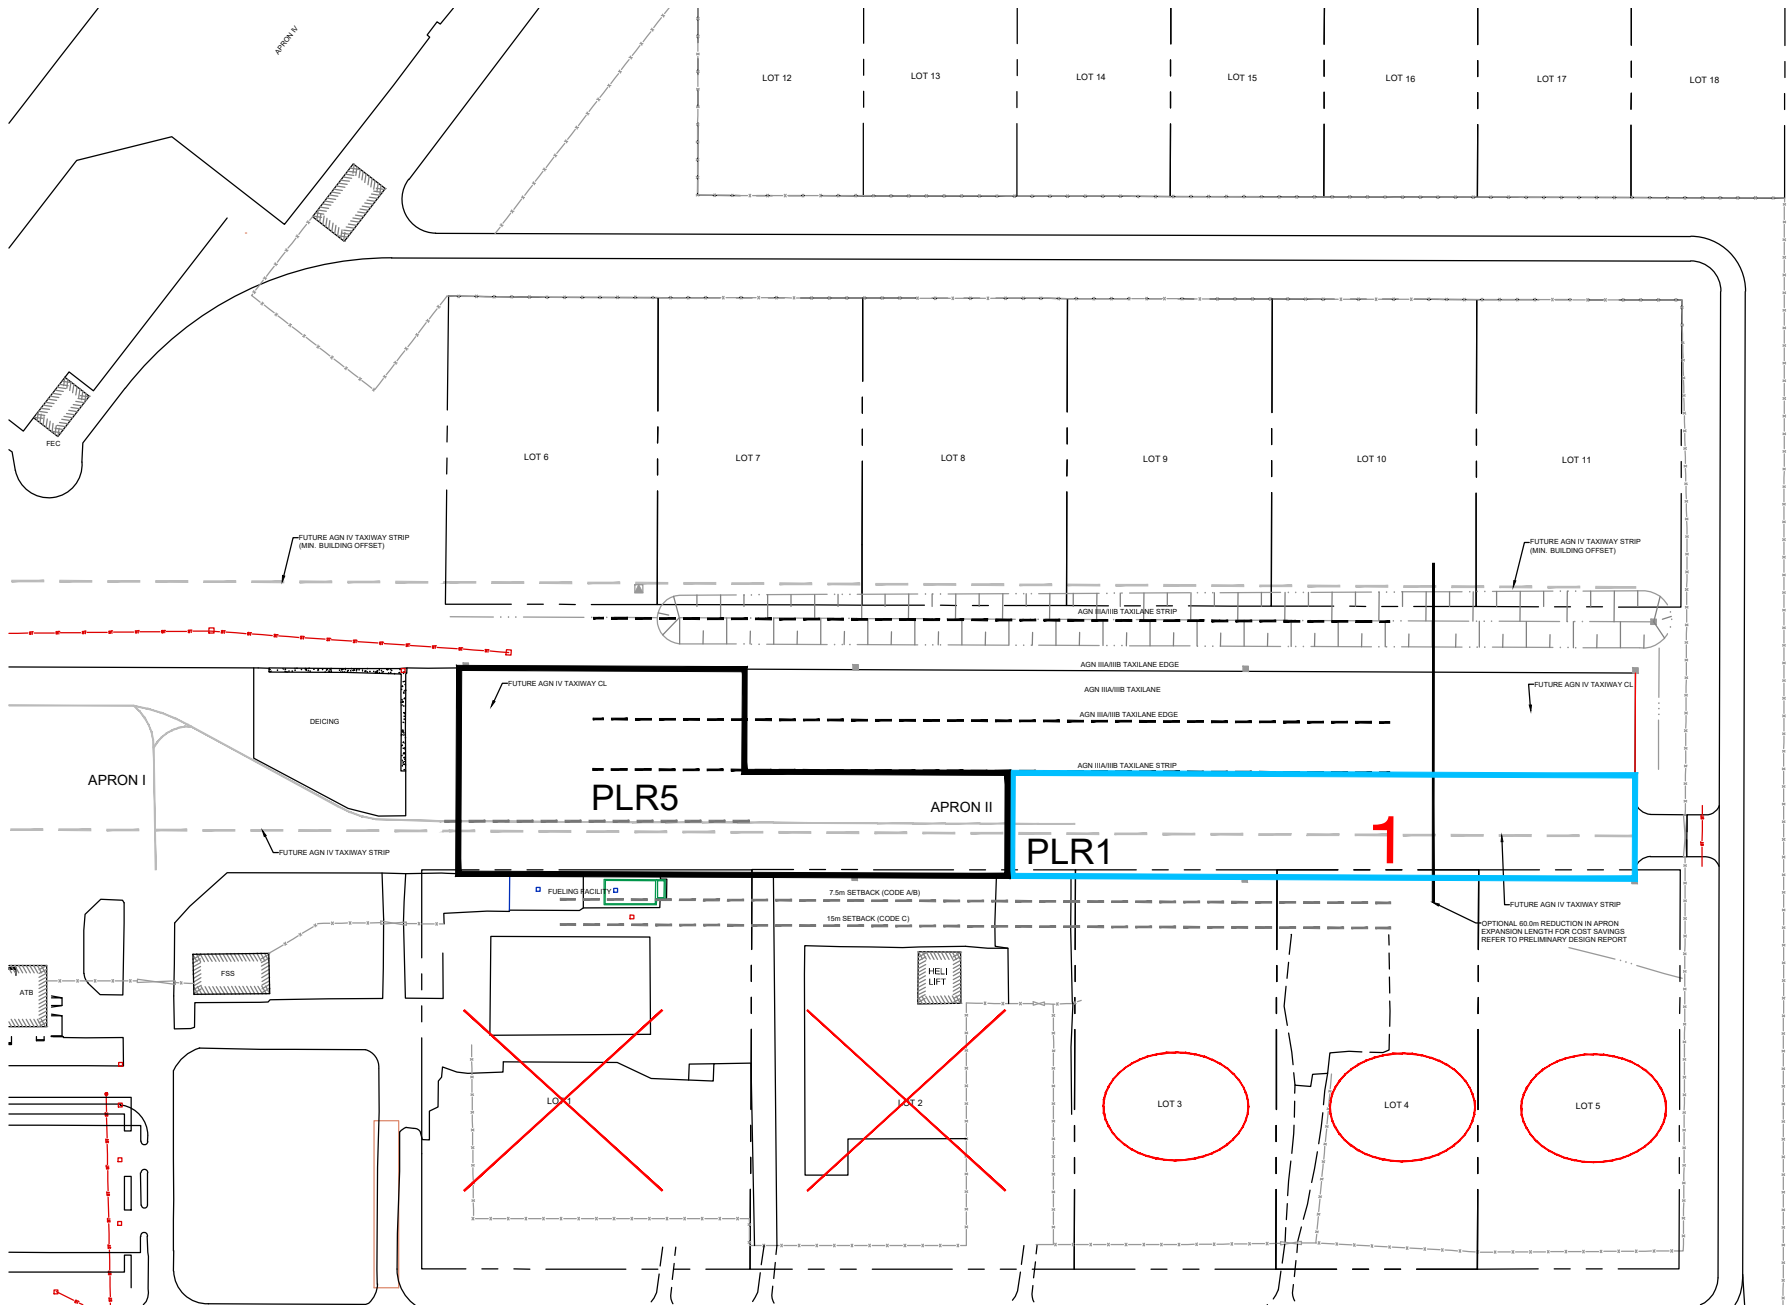 APRON IV
LOT 12
LOT 13
LOT 14
LOT 15
LOT 16
LOT 17
LOT 18
FEC
LOT 6
LOT 7
LOT 8
LOT 9
LOT 10
LOT 11
FUTURE AGN IV TAXIWAY STRIP
(MIN. BUILDING OFFSET)
FUTURE AGN IV TAXIWAY STRIP
(MIN. BUILDING OFFSET)
AGN IIIA/IIIB TAXILANE STRIP
AGN IIIA/IIIB TAXILANE EDGE
FUTURE AGN IV TAXIWAY CL
AGN IIIA/IIIB TAXILANE
FUTURE AGN IV TAXIWAY CL
DEICING
AGN IIIA/IIIB TAXILANE EDGE
AGN IIIA/IIIB TAXILANE STRIP
APRON I
PLR5
APRON II
1
PLR1
FUTURE AGN IV TAXIWAY STRIP
FUELING FACILITY
7.5m SETBACK (CODE A/B)
FUTURE AGN IV TAXIWAY STRIP
15m SETBACK (CODE C)
OPTIONAL 60.0m REDUCTION IN APRON
EXPANSION LENGTH FOR COST SAVINGS
REFER TO PRELIMINARY DESIGN REPORT
FSS
HELI
LIFT
ATB
LOT 1
LOT 2
LOT 3
LOT 4
LOT 5